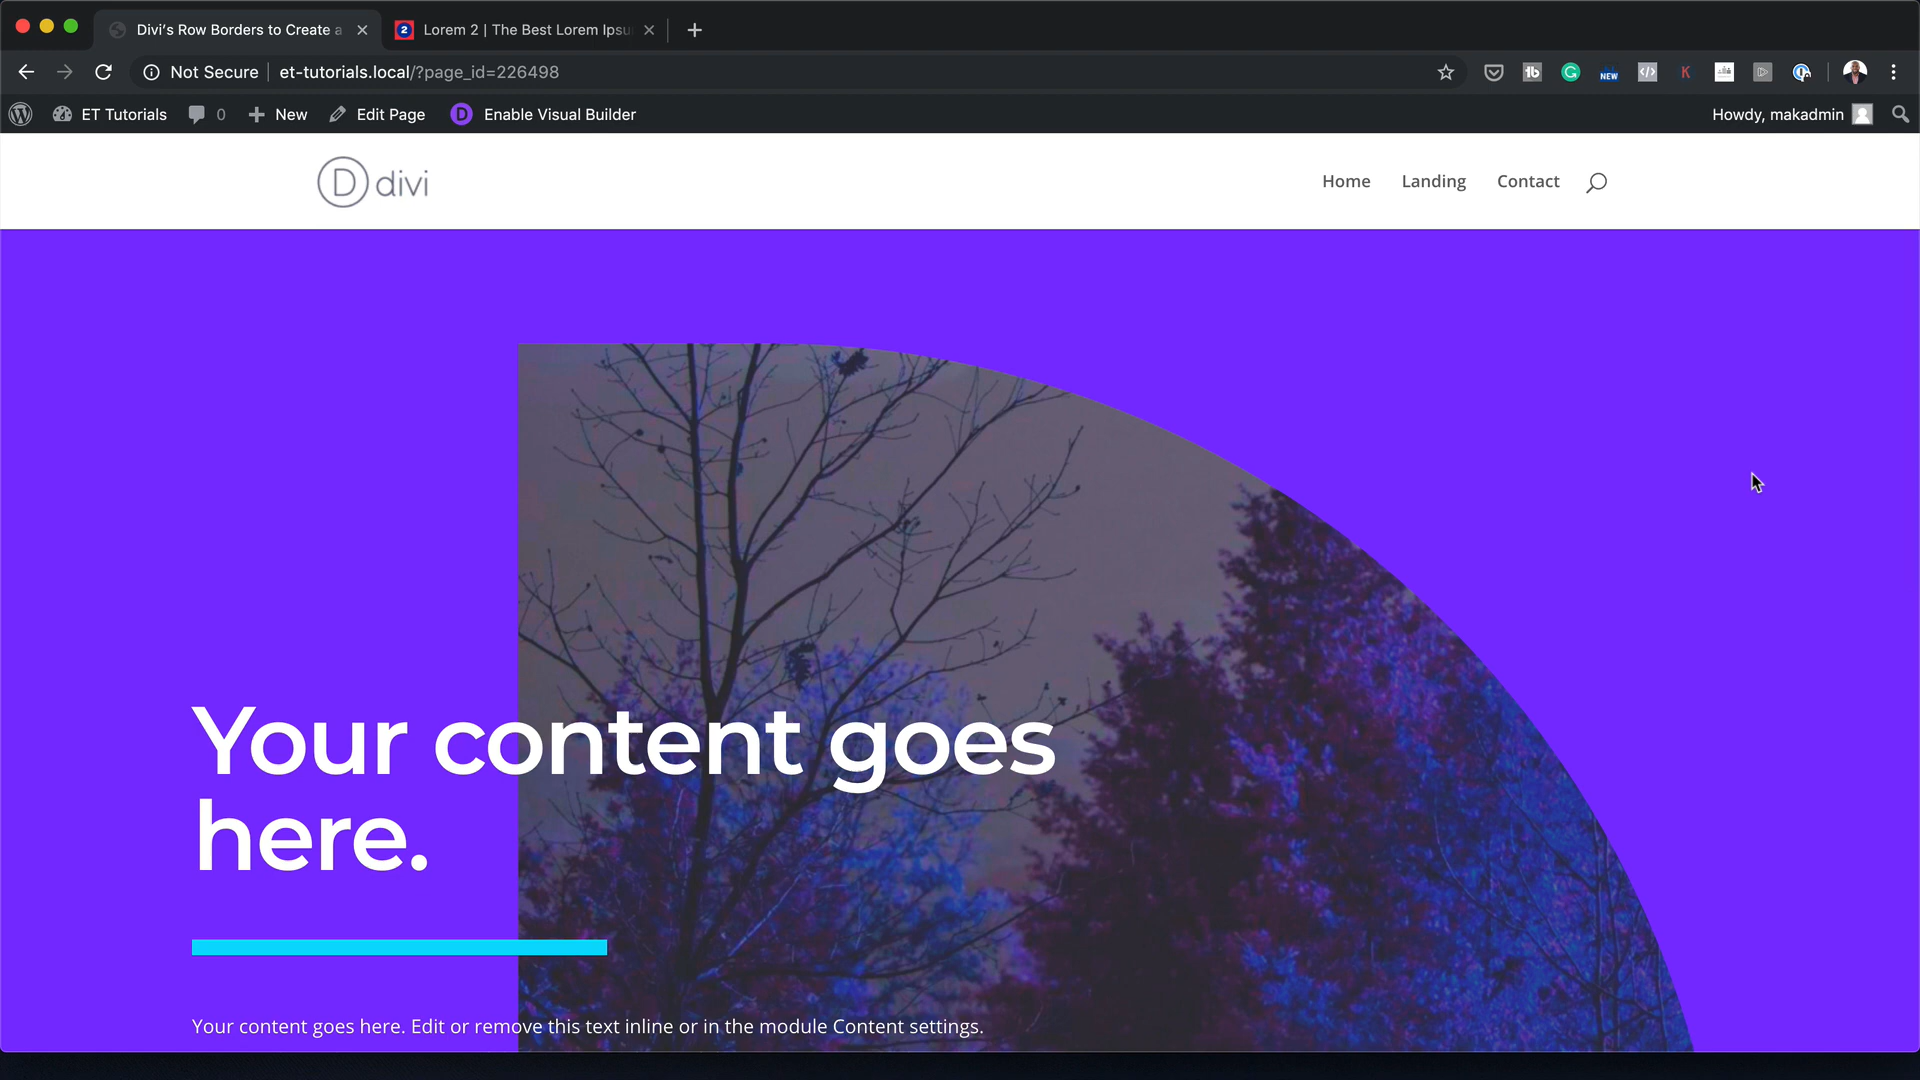 Divi's Row Borders to Create a
2 Lorem 2 | The Best Lorem Ipsu
Not Secure | et-tutorials.local/?page_id=226498
NEW K
ET Tutorials 0 New Edit Page D Enable Visual Builder Howdy, makadmin
D divi Home Landing Contact
Your content goes
here.
Your content goes here. Edit or remove this text inline or in the module Content settings.